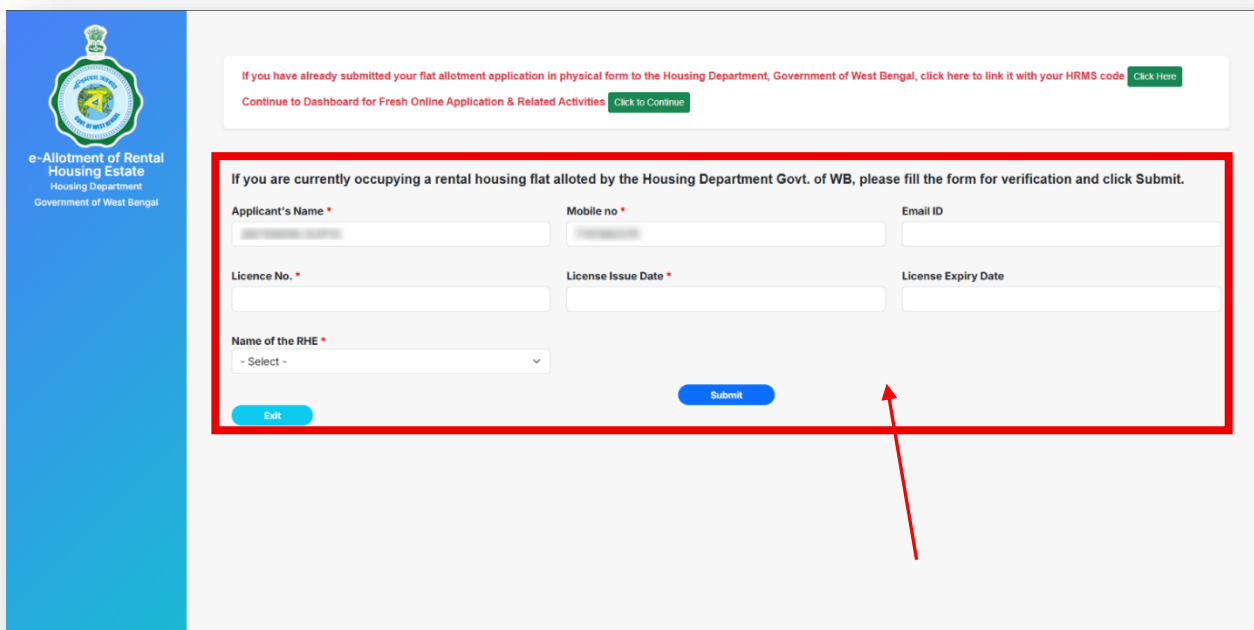 e-Allotment of Rental
Housing Estate
Housing Department
Government of West Bengal
If you have already submitted your flat allotment application in physical form to the Housing Department, Government of West Bengal, click here to link it with your HRMS code Click Here
Continue to Dashboard for Fresh Online Application & Related Activities Click to Continue
If you are currently occupying a rental housing flat alloted by the Housing Department Govt. of WB, please fill the form for verification and click Submit.
Applicant's Name * Mobile no * Email ID
Licence No. * License Issue Date * License Expiry Date
Name of the RHE *
- Select -
Submit
Exit